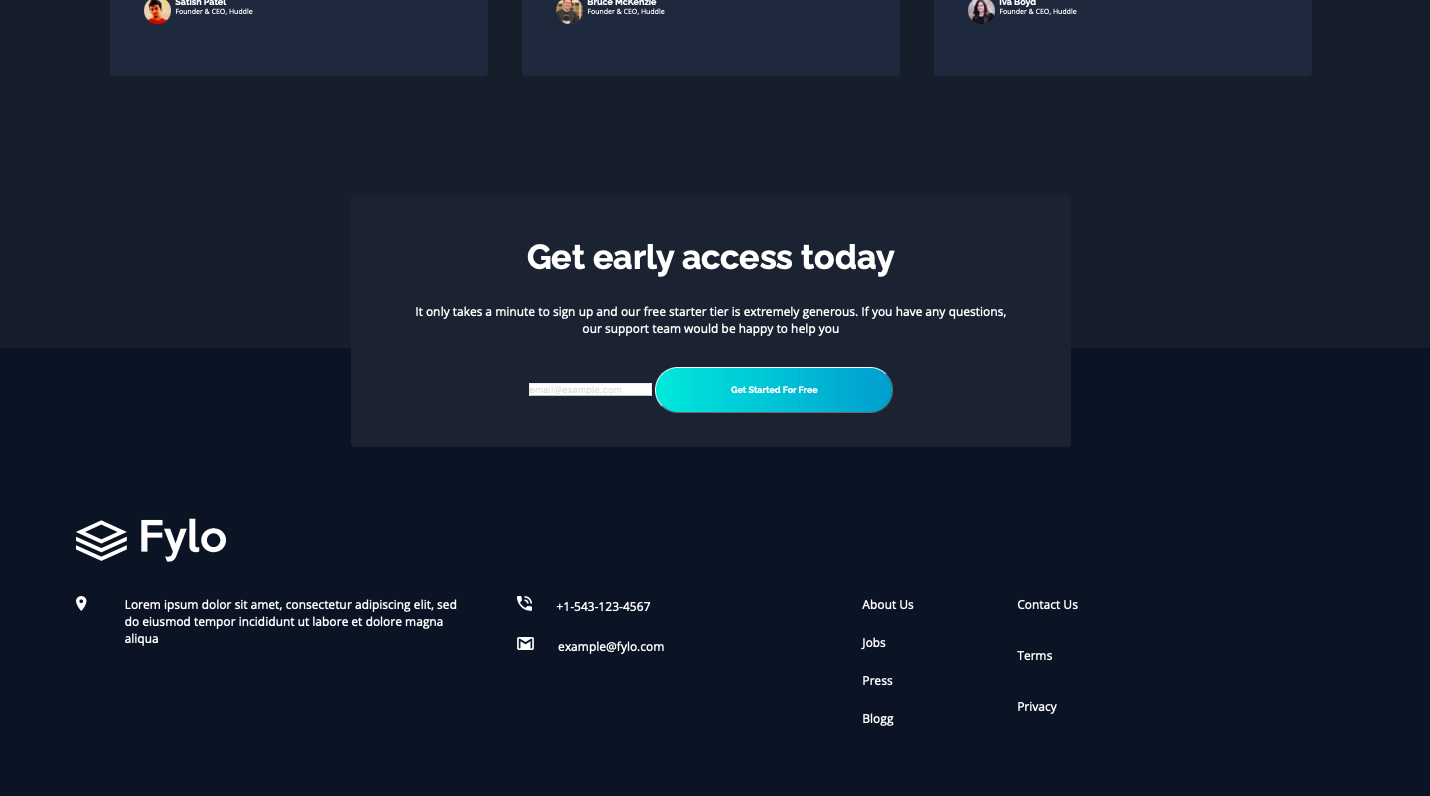 Satish Patel
Founder & CEO, Huddle
Bruce McKenzie
Founder & CEO, Huddle
Iva Boyd
Founder & CEO, Huddle
Get early access today
It only takes a minute to sign up and our free starter tier is extremely generous. If you have any questions,
our support team would be happy to help you
email@example.com
Get Started For Free
Fylo
Lorem ipsum dolor sit amet, consectetur adipiscing elit, sed
do eiusmod tempor incididunt ut labore et dolore magna
aliqua
+1-543-123-4567
example@fylo.com
About Us
Jobs
Press
Blogg
Contact Us
Terms
Privacy